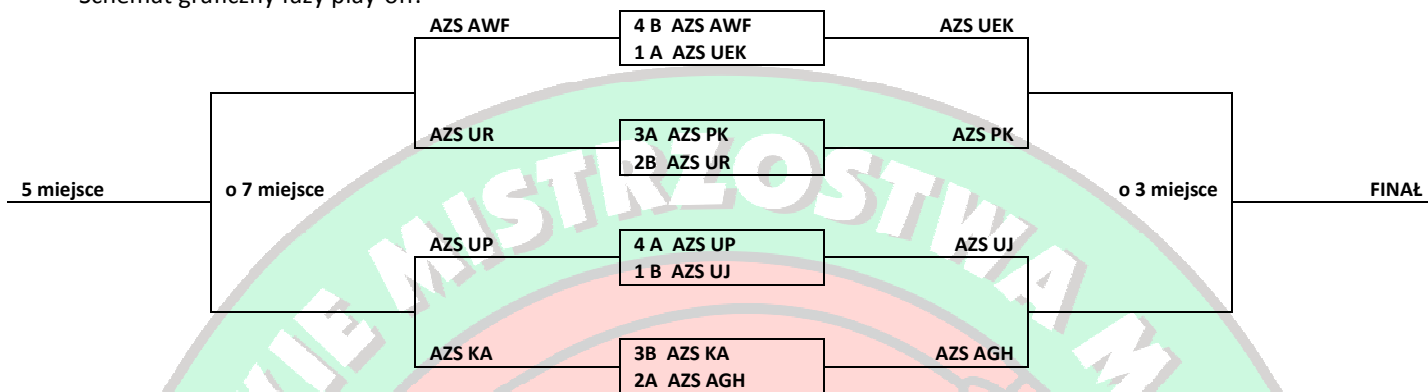 Schemat graficzny fazy play-off:
AZS AWF 4 B AZS AWF AZS UEK
1 A AZS UEK
AZS UR 3A AZS PK AZS PK
2B AZS UR
5 miejsce o 7 miejsce o 3 miejsce FINAŁ
AZS UP 4 A AZS UP AZS UJ
1 B AZS UJ
AZS KA 3B AZS KA AZS AGH
2A AZS AGH
KIE MISTRZOSTWA M